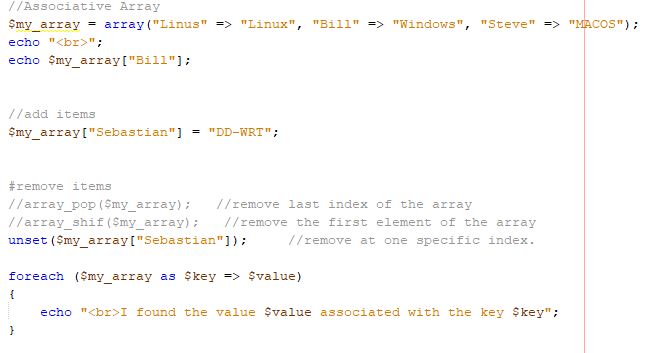 //Associative Array
$my_array = array("Linus" => "Linux", "Bill" => "Windows", "Steve" => "MACOS");
echo "<br>";
echo $my_array["Bill"];
//add items
$my_array["Sebastian"] = "DD-WRT";
#remove items
//array_pop($my_array);   //remove last index of the array
//array_shif($my_array);   //remove the first element of the array
unset($my_array["Sebastian"]);     //remove at one specific index.
foreach ($my_array as $key => $value)
{
    echo "<br>I found the value $value associated with the key $key";
}